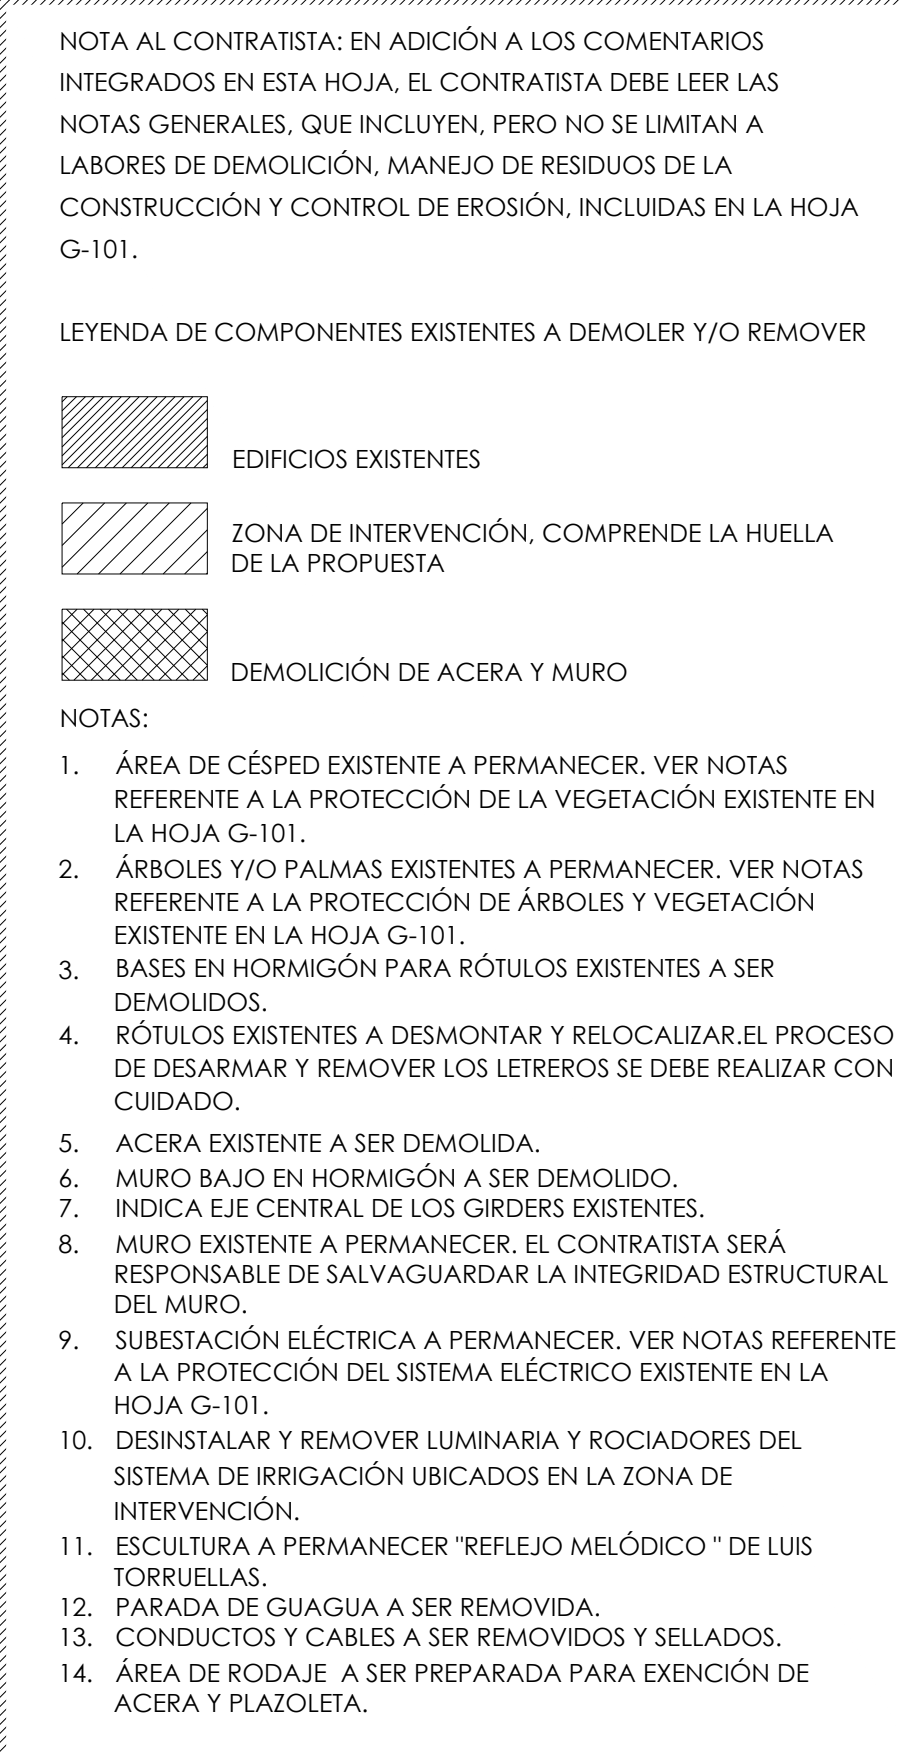 NOTA AL CONTRATISTA: EN ADICIÓN A LOS COMENTARIOS
INTEGRADOS EN ESTA HOJA, EL CONTRATISTA DEBE LEER LAS
NOTAS GENERALES, QUE INCLUYEN, PERO NO SE LIMITAN A
LABORES DE DEMOLICIÓN, MANEJO DE RESIDUOS DE LA
CONSTRUCCIÓN Y CONTROL DE EROSIÓN, INCLUIDAS EN LA HOJA
G-101.
LEYENDA DE COMPONENTES EXISTENTES A DEMOLER Y/O REMOVER
EDIFICIOS EXISTENTES
ZONA DE INTERVENCIÓN, COMPRENDE LA HUELLA
DE LA PROPUESTA
DEMOLICIÓN DE ACERA Y MURO
NOTAS:
1. ÁREA DE CÉSPED EXISTENTE A PERMANECER. VER NOTAS
REFERENTE A LA PROTECCIÓN DE LA VEGETACIÓN EXISTENTE EN
LA HOJA G-101.
2. ÁRBOLES Y/O PALMAS EXISTENTES A PERMANECER. VER NOTAS
REFERENTE A LA PROTECCIÓN DE ÁRBOLES Y VEGETACIÓN
EXISTENTE EN LA HOJA G-101.
3. BASES EN HORMIGÓN PARA RÓTULOS EXISTENTES A SER
DEMOLIDOS.
4. RÓTULOS EXISTENTES A DESMONTAR Y RELOCALIZAR.EL PROCESO
DE DESARMAR Y REMOVER LOS LETREROS SE DEBE REALIZAR CON
CUIDADO.
5. ACERA EXISTENTE A SER DEMOLIDA.
6. MURO BAJO EN HORMIGÓN A SER DEMOLIDO.
7. INDICA EJE CENTRAL DE LOS GIRDERS EXISTENTES.
8. MURO EXISTENTE A PERMANECER. EL CONTRATISTA SERÁ
RESPONSABLE DE SALVAGUARDAR LA INTEGRIDAD ESTRUCTURAL
DEL MURO.
9. SUBESTACIÓN ELÉCTRICA A PERMANECER. VER NOTAS REFERENTE
A LA PROTECCIÓN DEL SISTEMA ELÉCTRICO EXISTENTE EN LA
HOJA G-101.
10. DESINSTALAR Y REMOVER LUMINARIA Y ROCIADORES DEL
SISTEMA DE IRRIGACIÓN UBICADOS EN LA ZONA DE
INTERVENCIÓN.
11. ESCULTURA A PERMANECER "REFLEJO MELÓDICO " DE LUIS
TORRUELLAS.
12. PARADA DE GUAGUA A SER REMOVIDA.
13. CONDUCTOS Y CABLES A SER REMOVIDOS Y SELLADOS.
14. ÁREA DE RODAJE  A SER PREPARADA PARA EXENCIÓN DE
ACERA Y PLAZOLETA.